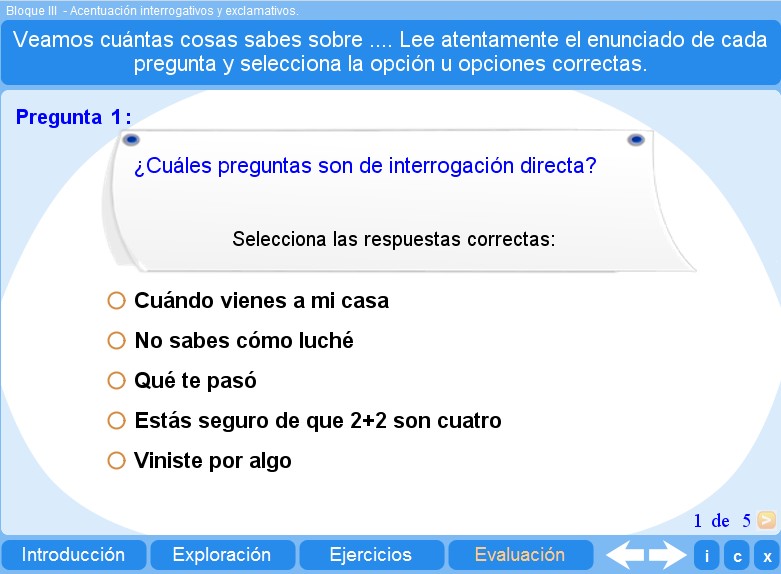 Bloque III - Acentuación interrogativos y exclamativos.
Veamos cuántas cosas sabes sobre .... Lee atentamente el enunciado de cada
pregunta y selecciona la opción u opciones correctas.
Pregunta 1:
¿Cuáles preguntas son de interrogación directa?
Selecciona las respuestas correctas:
Cuándo vienes a mi casa
No sabes cómo luché
Qué te pasó
Estás seguro de que 2+2 son cuatro
Viniste por algo
1 de 5 >
Introducción Exploración Ejercicios Evaluación i c x